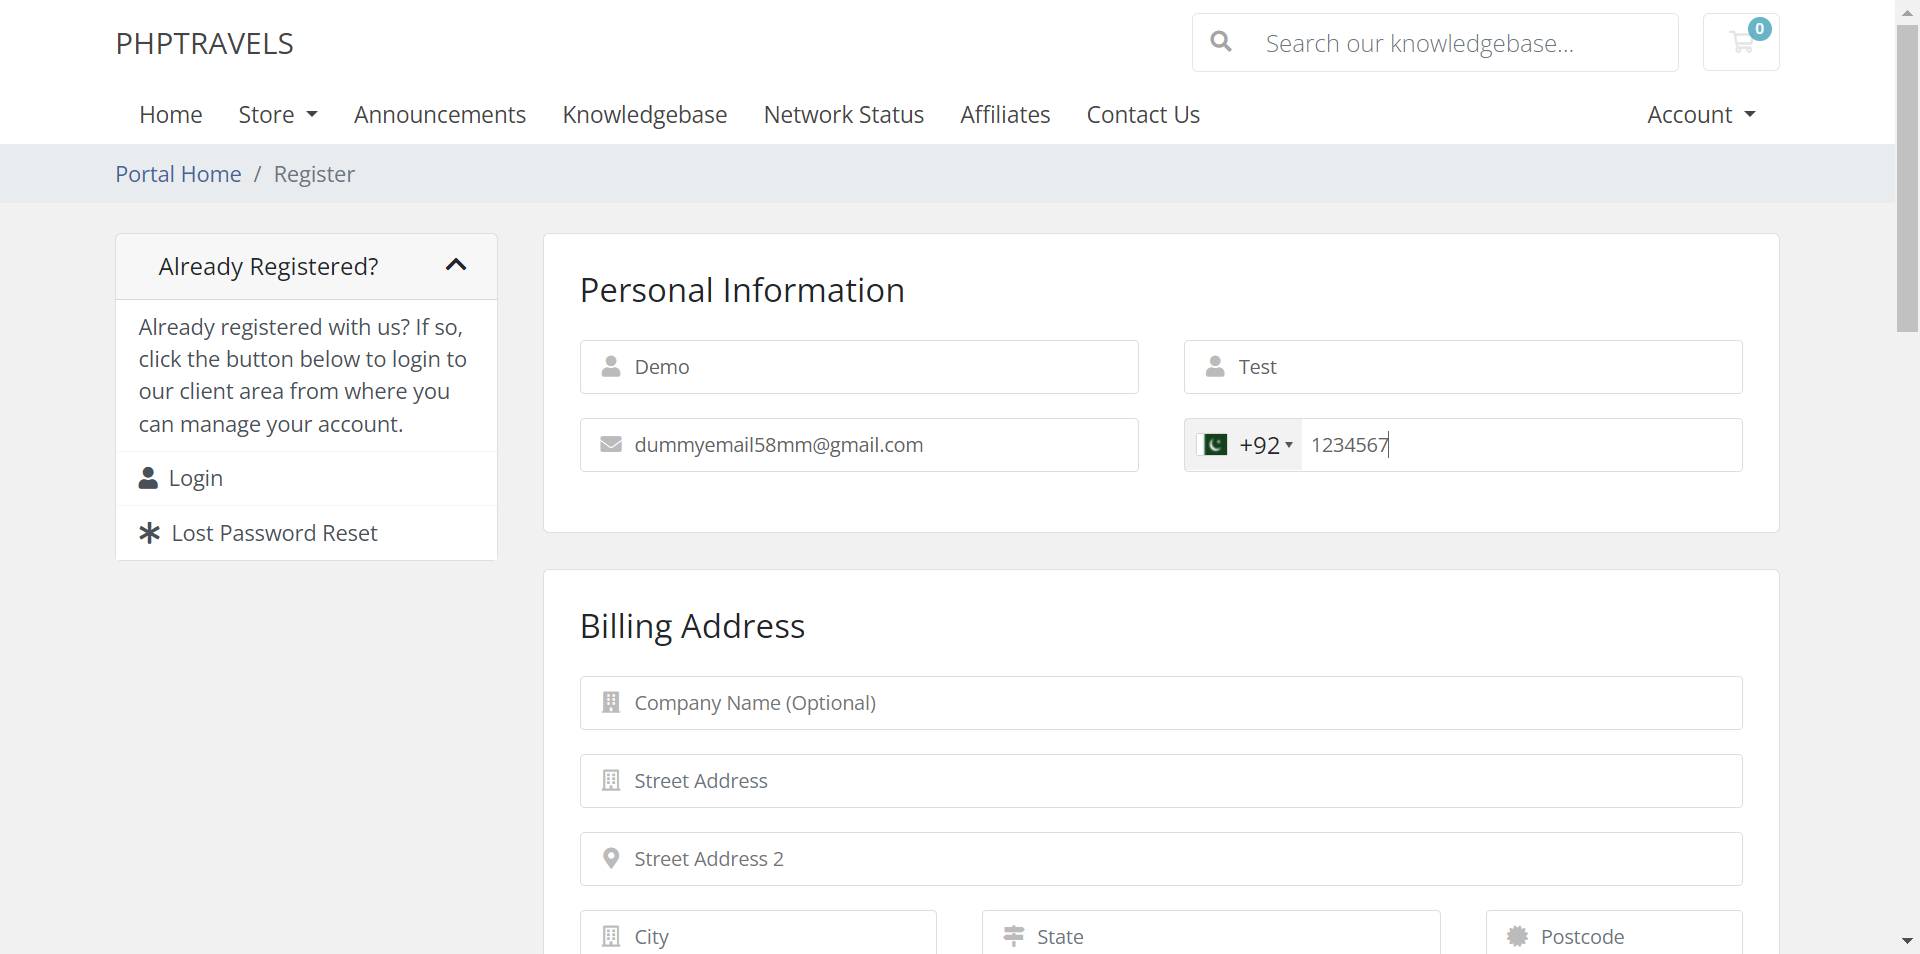 PHPTRAVELS
Search our knowledgebase...
0
Home Store Announcements Knowledgebase Network Status Affiliates Contact Us Account
Portal Home / Register
Already Registered?
Already registered with us? If so,
click the button below to login to
our client area from where you
can manage your account.
Login
Lost Password Reset
Personal Information
Demo
Test
dummyemail58mm@gmail.com
+92 1234567
Billing Address
Company Name (Optional)
Street Address
Street Address 2
City
State
Postcode